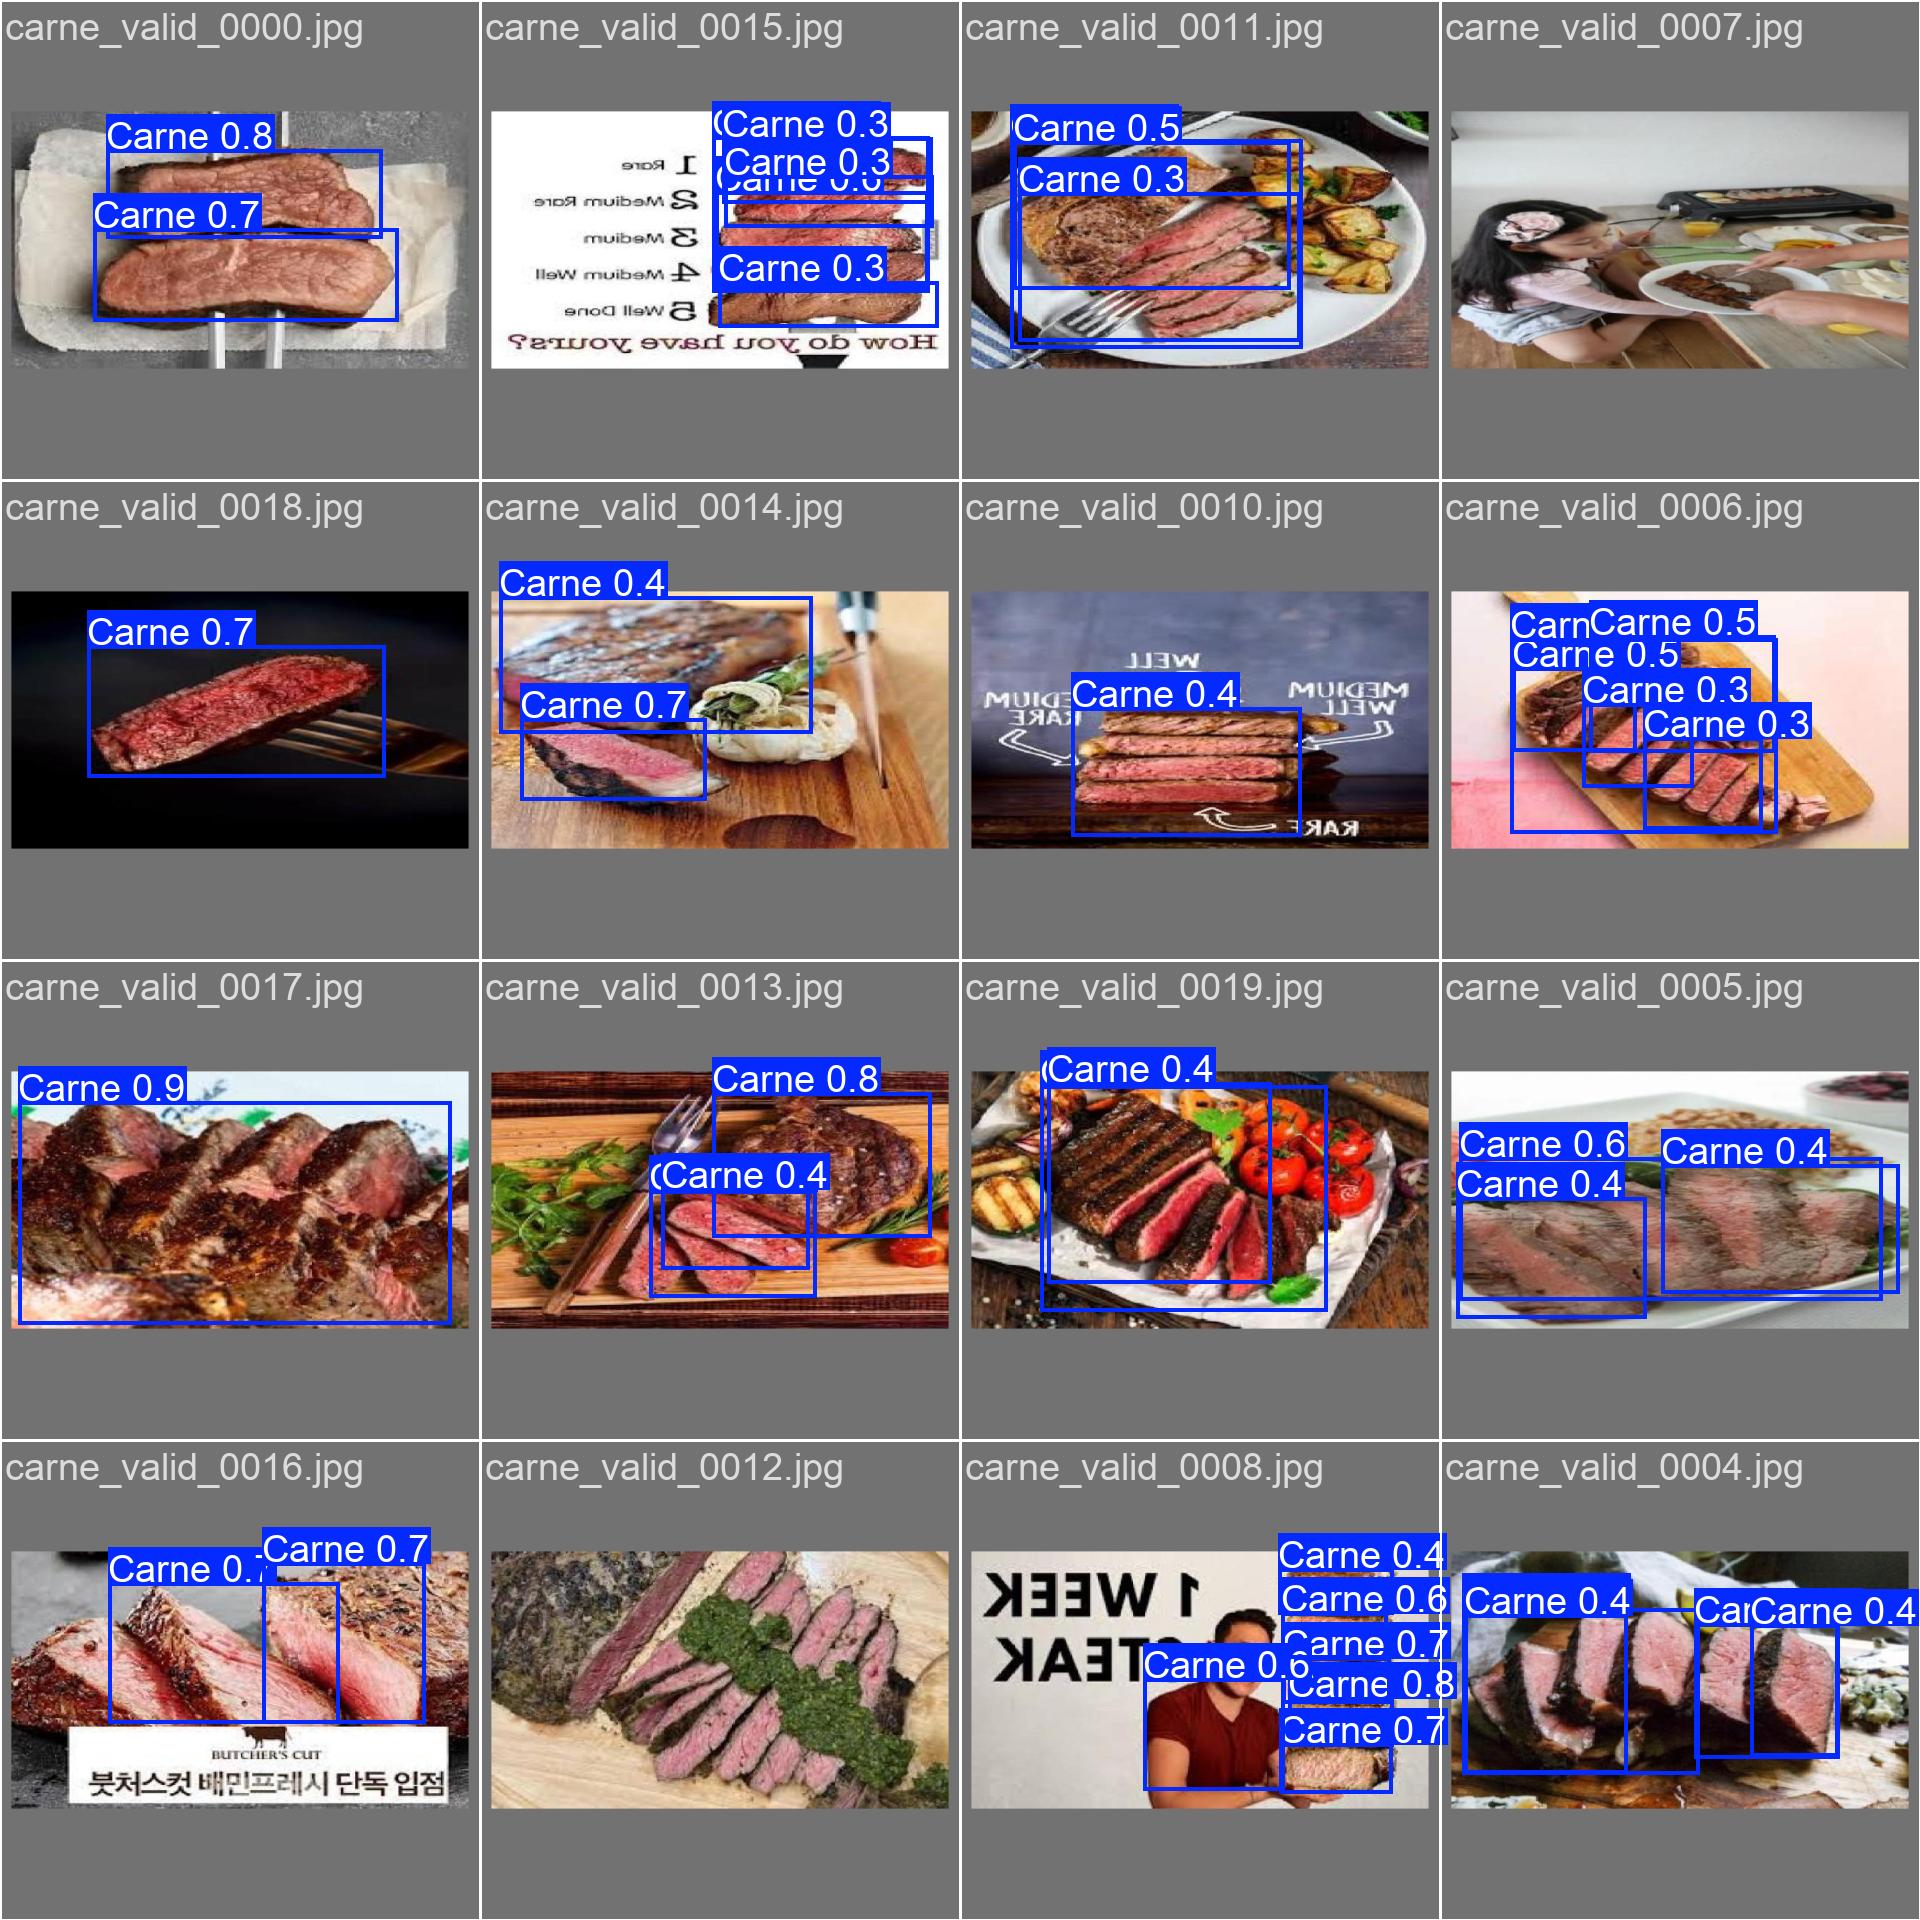 carne_valid_0000.jpg
Carne 0.8
Carne 0.7
carne_valid_0015.jpg
Carne 0.3
Carne 0.3
Carne 0.6
Carne 0.3
1 Rare
2 Medium Rare
3 Medium
4 Medium Well
5 Well Done
How do you have yours?
carne_valid_0011.jpg
Carne 0.5
Carne 0.3
carne_valid_0007.jpg
carne_valid_0018.jpg
Carne 0.7
carne_valid_0014.jpg
Carne 0.4
Carne 0.7
carne_valid_0010.jpg
Carne 0.4
WELL
MEDIUM
RARE
MEDIUM
WELL
RARE
carne_valid_0006.jpg
Carn
Carne 0.5
Carne 0.5
Carne 0.3
Carne 0.3
carne_valid_0017.jpg
Carne 0.9
carne_valid_0013.jpg
Carne 0.8
Carne 0.4
carne_valid_0019.jpg
Carne 0.4
carne_valid_0005.jpg
Carne 0.6
Carne 0.4
Carne 0.4
carne_valid_0016.jpg
Carne 0.7
Carne 0.7
BUTCHER'S CUT
붓처스컷 배민프레시 단독 입점
carne_valid_0012.jpg
carne_valid_0008.jpg
Carne 0.4
Carne 0.6
Carne 0.7
Carne 0.6
Carne 0.8
Carne 0.7
1 WEEK
STEAK
carne_valid_0004.jpg
Carne 0.4
Car
Carne 0.4